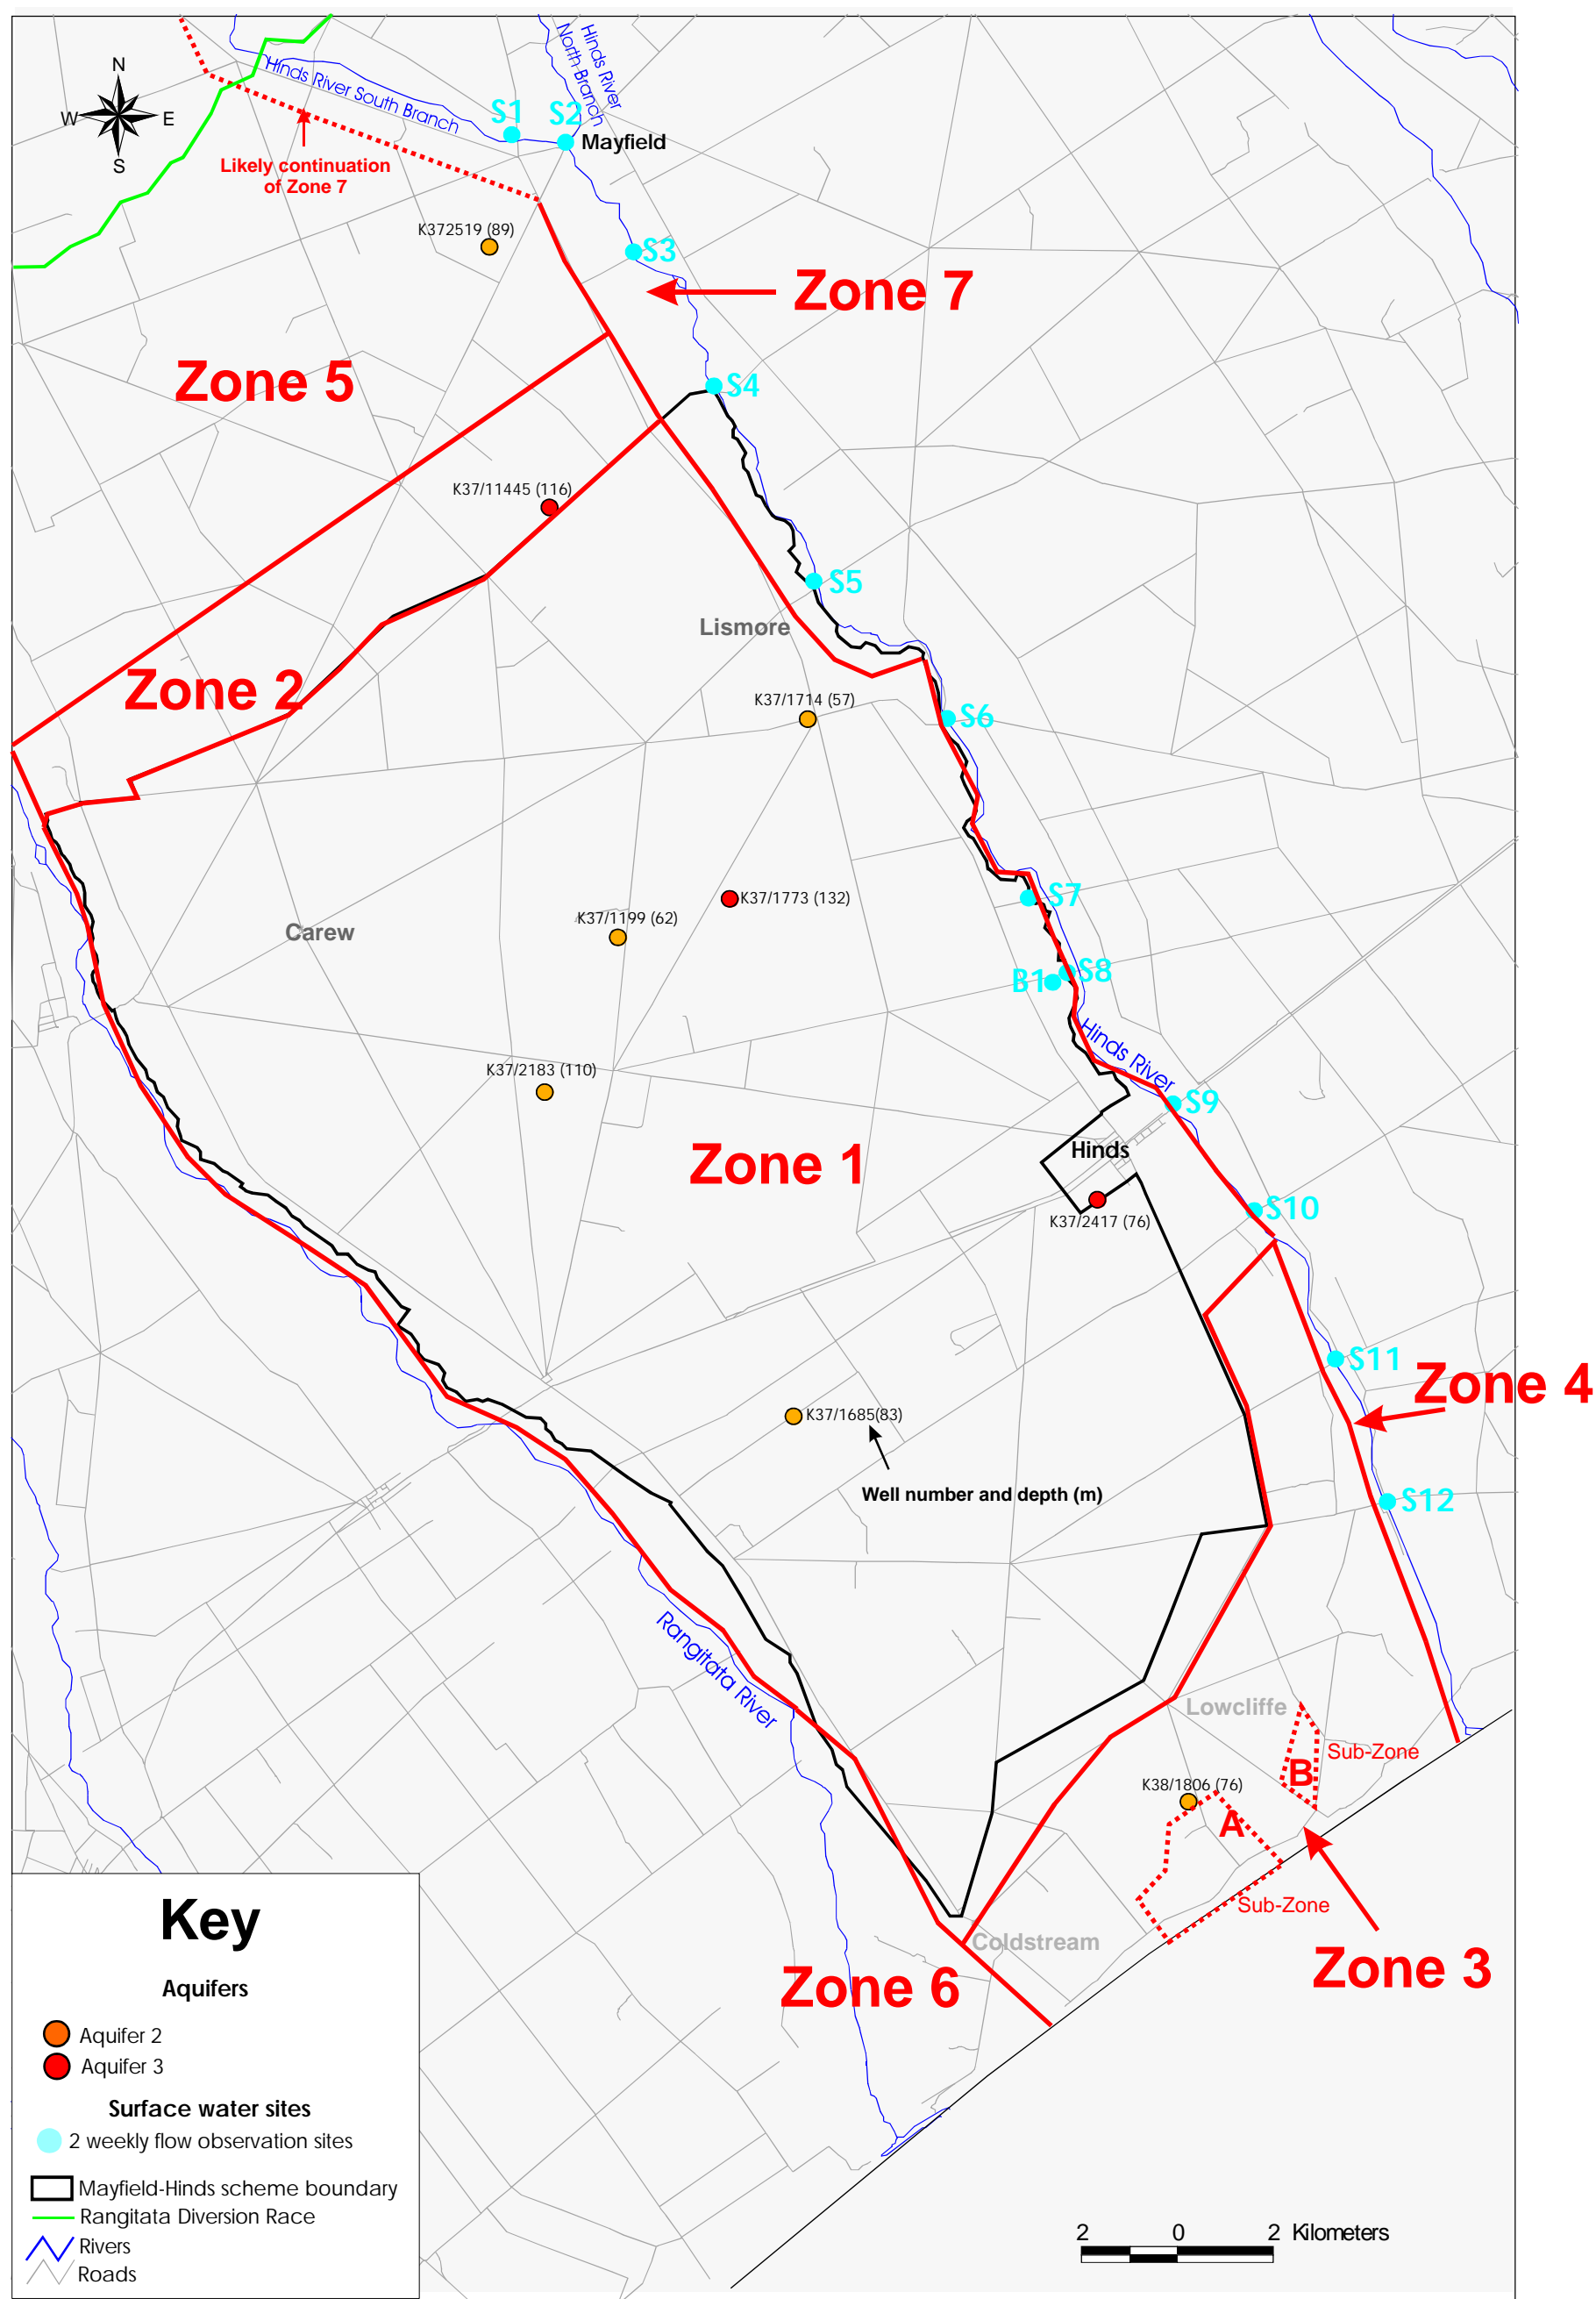 N
W
E
S
Hinds River South Branch
Hinds River
North Branch
S1
S2
Mayfield
Likely continuation
of Zone 7
K372519 (89)
S3
Zone 7
Zone 5
S4
K37/11445 (116)
S5
Lismore
Zone 2
K37/1714 (57)
S6
K37/1773 (132)
S7
K37/1199 (62)
Carew
S8
B1
Hinds River
K37/2183 (110)
S9
Hinds
Zone 1
S10
K37/2417 (76)
S11
Zone 4
K37/1685(83)
Well number and depth (m)
S12
Rangitata River
Lowcliffe
Sub-Zone
B
K38/1806 (76)
A
Sub-Zone
Coldstream
Zone 3
Zone 6
Key
Aquifers
Aquifer 2
Aquifer 3
Surface water sites
2 weekly flow observation sites
Mayfield-Hinds scheme boundary
Rangitata Diversion Race
Rivers
Roads
2 0 2 Kilometers